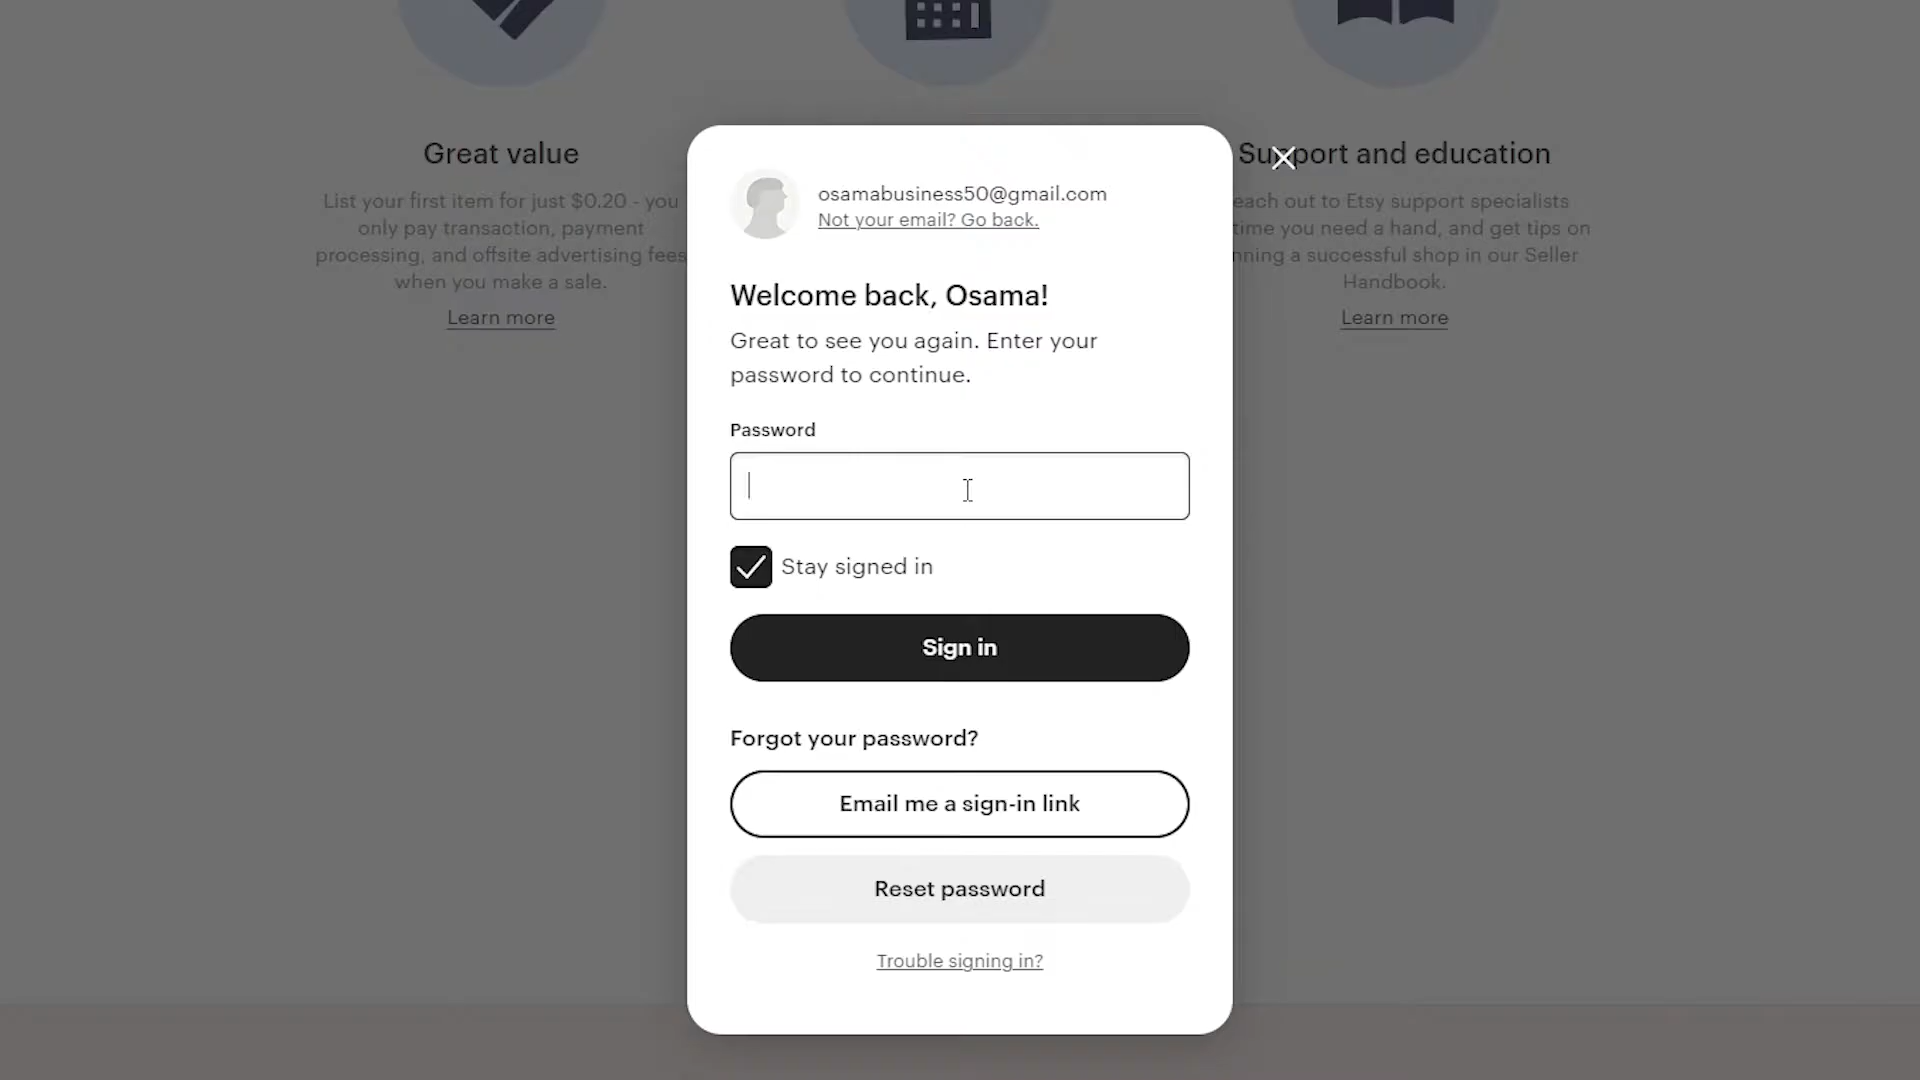 Great value
List your first item for just $0.20 - you
only pay transaction, payment
processing, and offsite advertising fees
when you make a sale.
Learn more
osamabusiness50@gmail.com
Not your email? Go back.
Welcome back, Osama!
Great to see you again. Enter your
password to continue.
Password
Stay signed in
Sign in
Forgot your password?
Email me a sign-in link
Reset password
Trouble signing in?
Support and education
each out to Etsy support specialists
time you need a hand, and get tips on
nning a successful shop in our Seller
Handbook.
Learn more